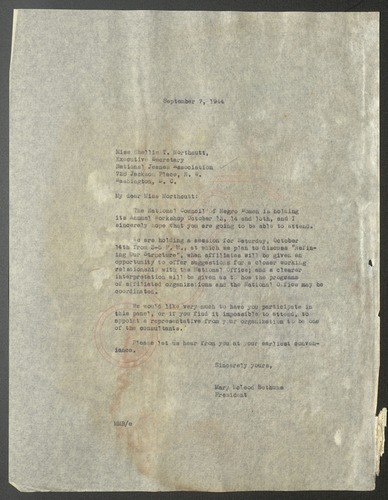 September 7, 1944
Miss Shellie T. Northcutt,
Executive Secretary
National Jeanes Association
725 Jackson Place, N. W.
Washington, D. C.
My dear Miss Northcutt:
The National Council of Negro Women is holding
its Annual Workshop October 13, 14 and 15th, and I
sincerely hope that you are going to be able to attend.
We are holding a session for Saturday, October
14th from P. M., at which we plan to discuss "
Our ", when affiliates will be given an
opportunity to offer suggestions for a closer working
relationship with the National Office; and a clearer
interpretation will be given as to how the programs
of affiliated organizations and the National Office may be
coordinated.
We would like very much to have you participate in
this panel, or if you find it impossible to attend, to
appoint a representative from your organization to be one
of the consultants.
Please let us hear from you at your earliest conven-
ience.
Sincerely yours,
Mary McLeod Bethune
President
MMB/e